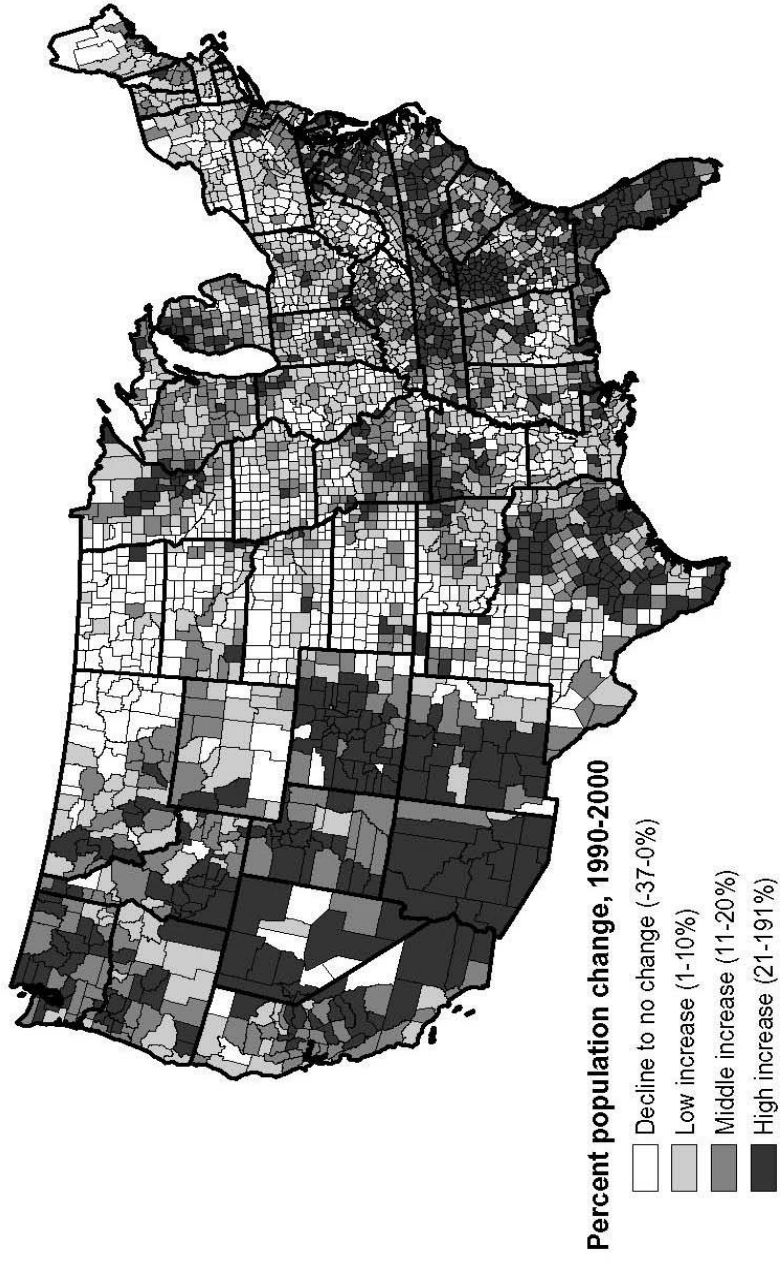 Percent population change, 1990-2000
Decline to no change (-37-0%)
Low increase (1-10%)
Middle increase (11-20%)
High increase (21-191%)